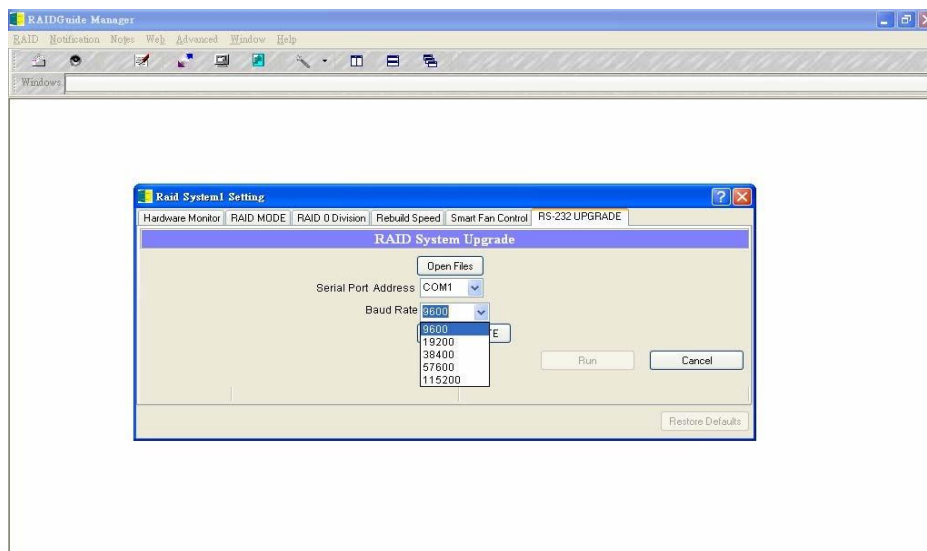 RAIDGuide Manager
RAID Notification Notes Web Advanced Window Help
Windows
Raid System1 Setting
Hardware Monitor RAID MODE RAID 0 Division Rebuild Speed Smart Fan Control RS-232 UPGRADE
RAID System Upgrade
Open Files
Serial Port Address COM1
Baud Rate 9600
9600
19200
38400
57600
115200
Run Cancel
Restore Defaults